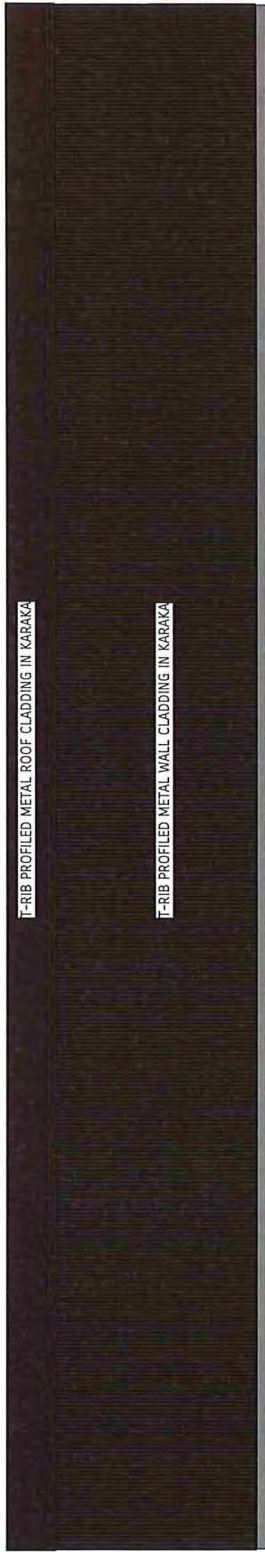 T-RIB PROFILED METAL ROOF CLADDING IN KARAKA
T-RIB PROFILED METAL WALL CLADDING IN KARAKA